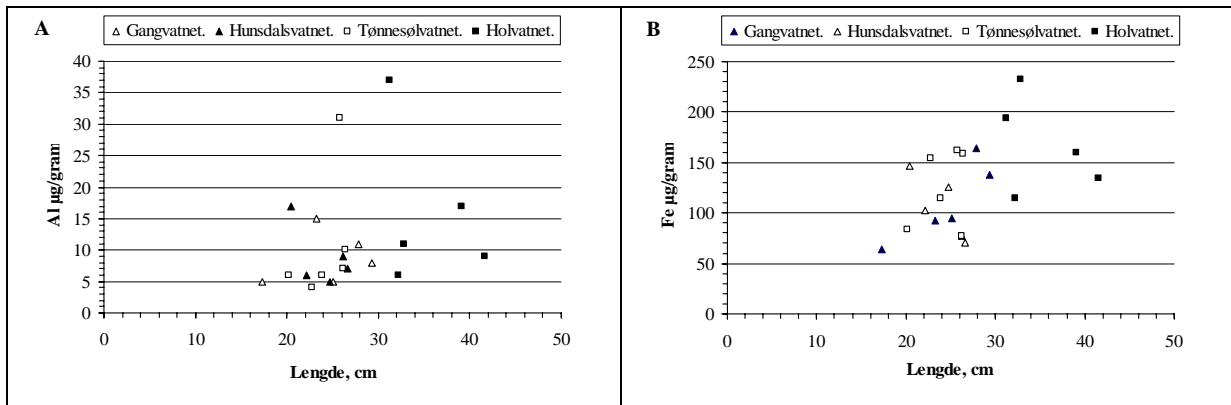 A
Gangvatnet. Hunsdalsvatnet. Tønnesølvatnet. Holvatnet.
Al µg/gram
40
35
30
25
20
15
10
5
0
0 10 20 30 40 50
Lengde, cm
B
Gangvatnet. Hunsdalsvatnet. Tønnesølvatnet. Holvatnet.
Fe µg/gram
250
200
150
100
50
0
0 10 20 30 40 50
Lengde, cm